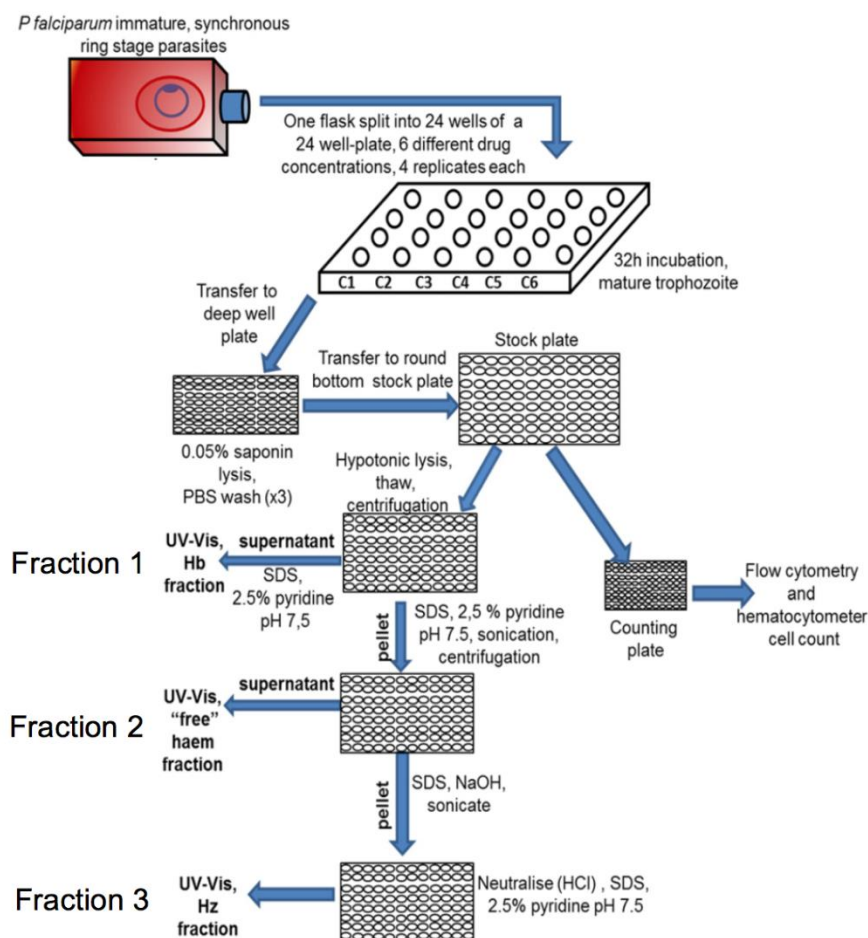 P falciparum immature, synchronous
ring stage parasites
One flask split into 24 wells of a
24 well-plate, 6 different drug
concentrations, 4 replicates each
C1 C2 C3 C4 C5 C6
32h incubation,
mature trophozoite
Transfer to
deep well
plate
Transfer to round
bottom stock plate
Stock plate
0.05% saponin
lysis,
PBS wash (x3)
Hypotonic lysis,
thaw,
centrifugation
Fraction 1
UV-Vis,
Hb
fraction
supernatant
SDS,
2.5% pyridine
pH 7,5
Counting
plate
Flow cytometry
and
hematocytometer
cell count
pellet
SDS, 2,5 % pyridine
pH 7.5, sonication,
centrifugation
Fraction 2
UV-Vis,
“free”
haem
fraction
supernatant
pellet
SDS, NaOH,
sonicate
Fraction 3
UV-Vis,
Hz
fraction
Neutralise (HCl) , SDS,
2.5% pyridine pH 7.5